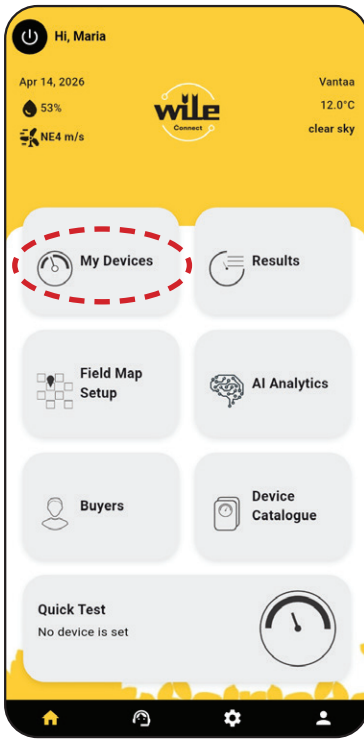 Hi, Maria
Apr 14, 2026
Vantaa
53%
12.0°C
NE4 m/s
clear sky
wile
Connect
My Devices
Results
Field Map
Setup
AI Analytics
Buyers
Device
Catalogue
Quick Test
No device is set